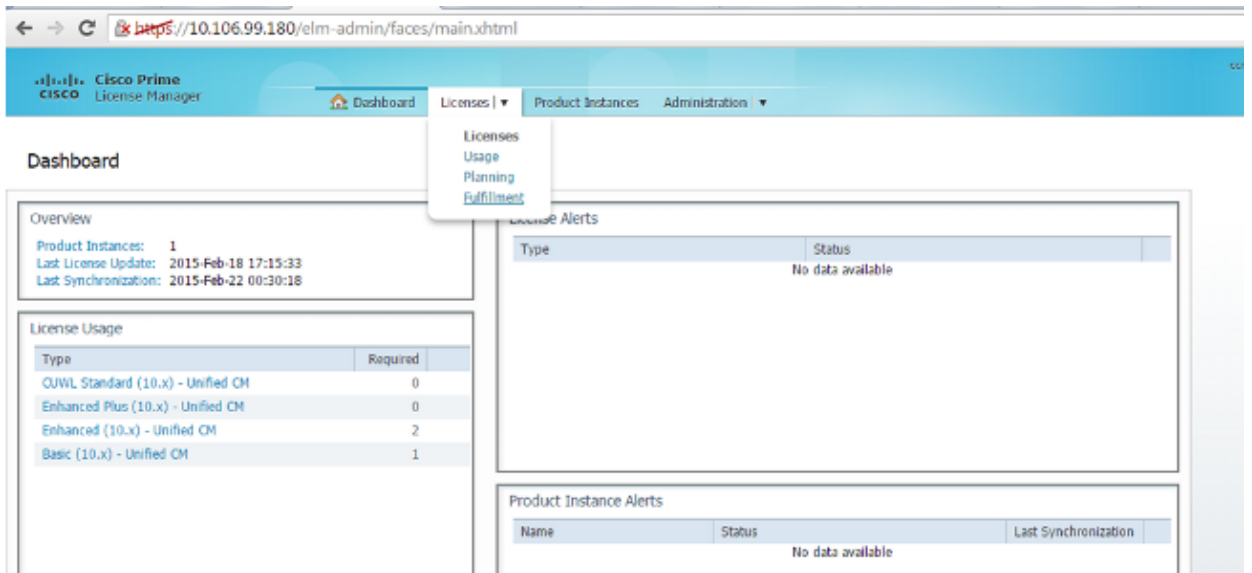 https://10.106.99.180/elm-admin/faces/main.xhtml
Cisco Prime
CISCO License Manager
Dashboard Licenses Product Instances Administration
Licenses
Usage
Planning
Fulfillment
Dashboard
Overview
Product Instances: 1
Last License Update: 2015-Feb-18 17:15:33
Last Synchronization: 2015-Feb-22 00:30:18
License Usage
Type Required
CUWL Standard (10.x) - Unified CM 0
Enhanced Plus (10.x) - Unified CM 0
Enhanced (10.x) - Unified CM 2
Basic (10.x) - Unified CM 1
License Alerts
Type Status
No data available
Product Instance Alerts
Name Status Last Synchronization
No data available